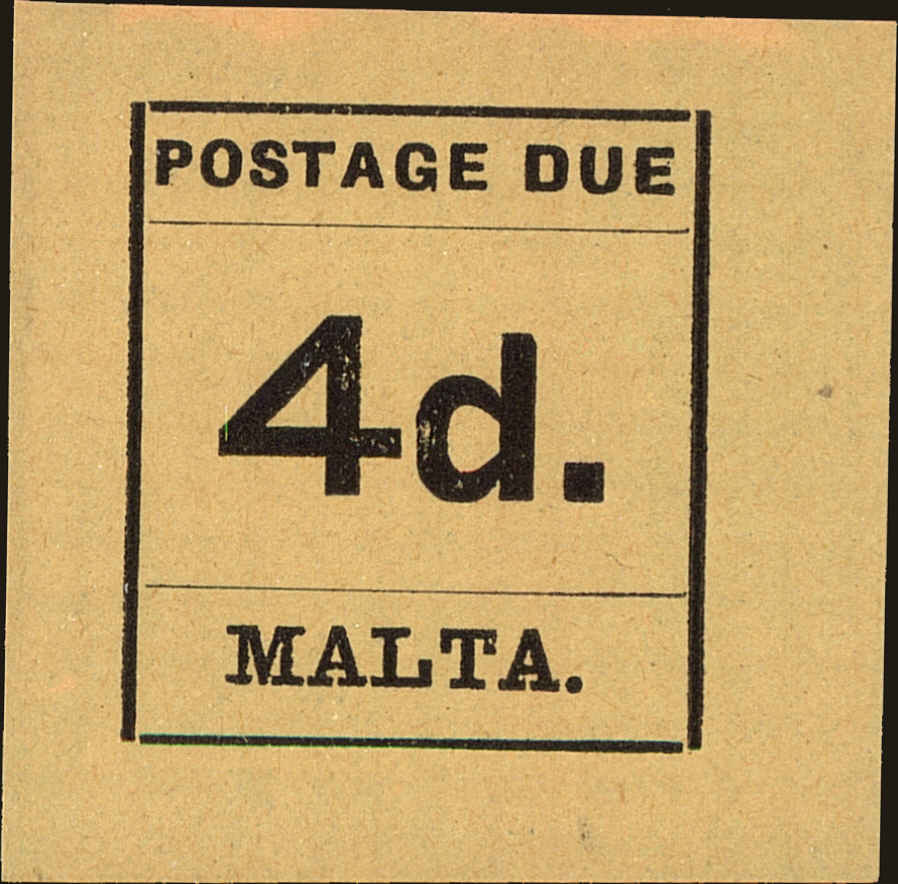 POSTAGE DUE
4d.
MALTA.